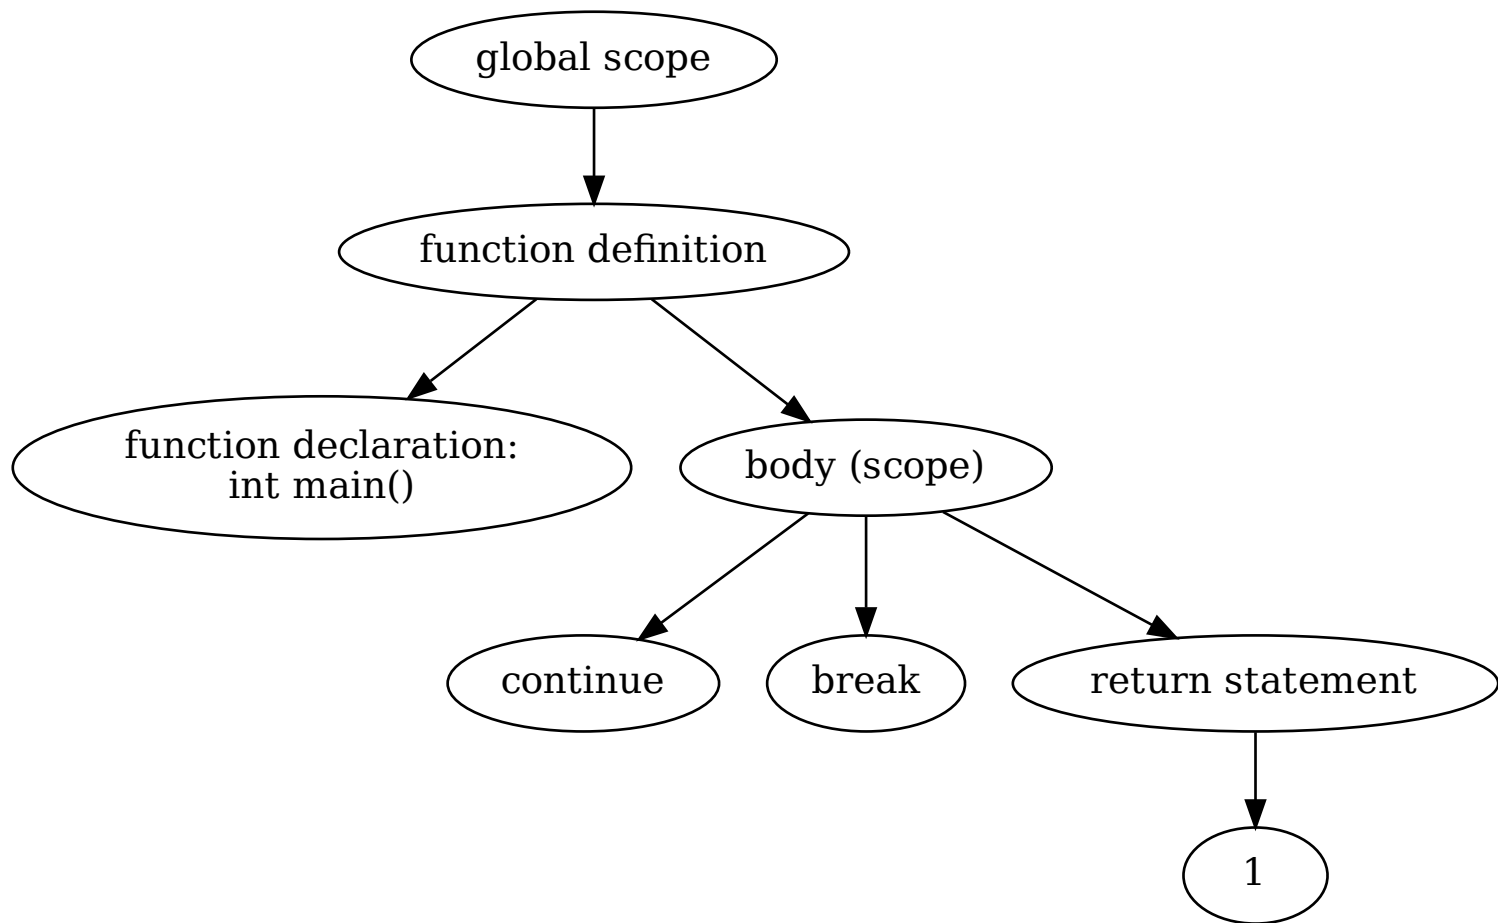 global scope
function definition
function declaration:
int main()
body (scope)
continue
break
return statement
1